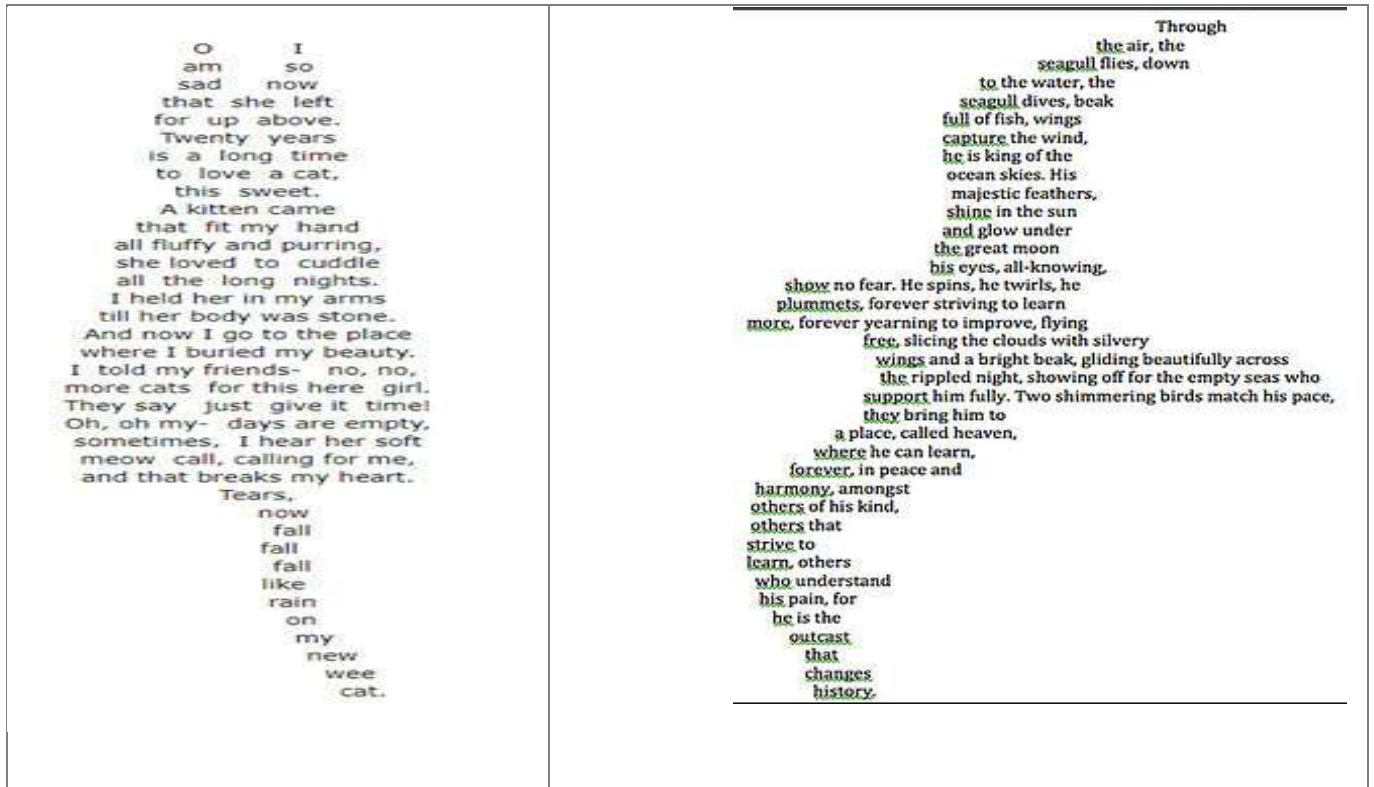 O I
am so
sad now
that she left
for up above.
Twenty years
is a long time
to love a cat,
this sweet.
A kitten came
that fit my hand
all fluffy and purring,
she loved to cuddle
all the long nights.
I held her in my arms
till her body was stone.
And now I go to the place
where I buried my beauty.
I told my friends- no, no,
more cats for this here girl.
They say just give it time!
Oh, oh my- days are empty,
sometimes, I hear her soft
meow call, calling for me,
and that breaks my heart.
Tears,
now
fall
fall
fall
like
rain
on
my
new
wee
cat.
Through
the air, the
seagull flies, down
to the water, the
seagull dives, beak
full of fish, wings
capture the wind,
he is king of the
ocean skies. His
majestic feathers,
shine in the sun
and glow under
the great moon
his eyes, all-knowing,
show no fear. He spins, he twirls, he
plummets, forever striving to learn
more, forever yearning to improve, flying
free, slicing the clouds with silvery
wings and a bright beak, gliding beautifully across
the rippled night, showing off for the empty seas who
support him fully. Two shimmering birds match his pace,
they bring him to
a place, called heaven,
where he can learn,
forever, in peace and
harmony, amongst
others of his kind,
others that
strive to
learn, others
who understand
his pain, for
he is the
outcast
that
changes
history.